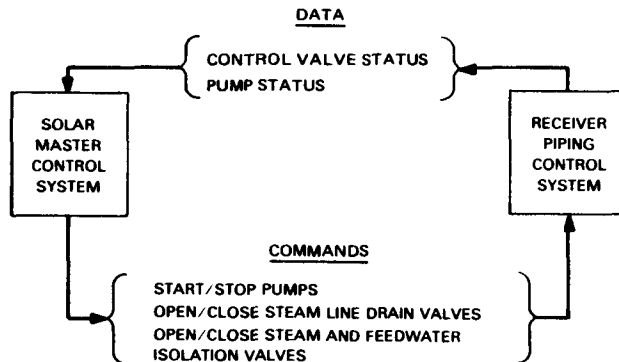 DATA
CONTROL VALVE STATUS
PUMP STATUS
SOLAR
MASTER
CONTROL
SYSTEM
RECEIVER
PIPING
CONTROL
SYSTEM
COMMANDS
START/STOP PUMPS
OPEN/CLOSE STEAM LINE DRAIN VALVES
OPEN/CLOSE STEAM AND FEEDWATER
ISOLATION VALVES